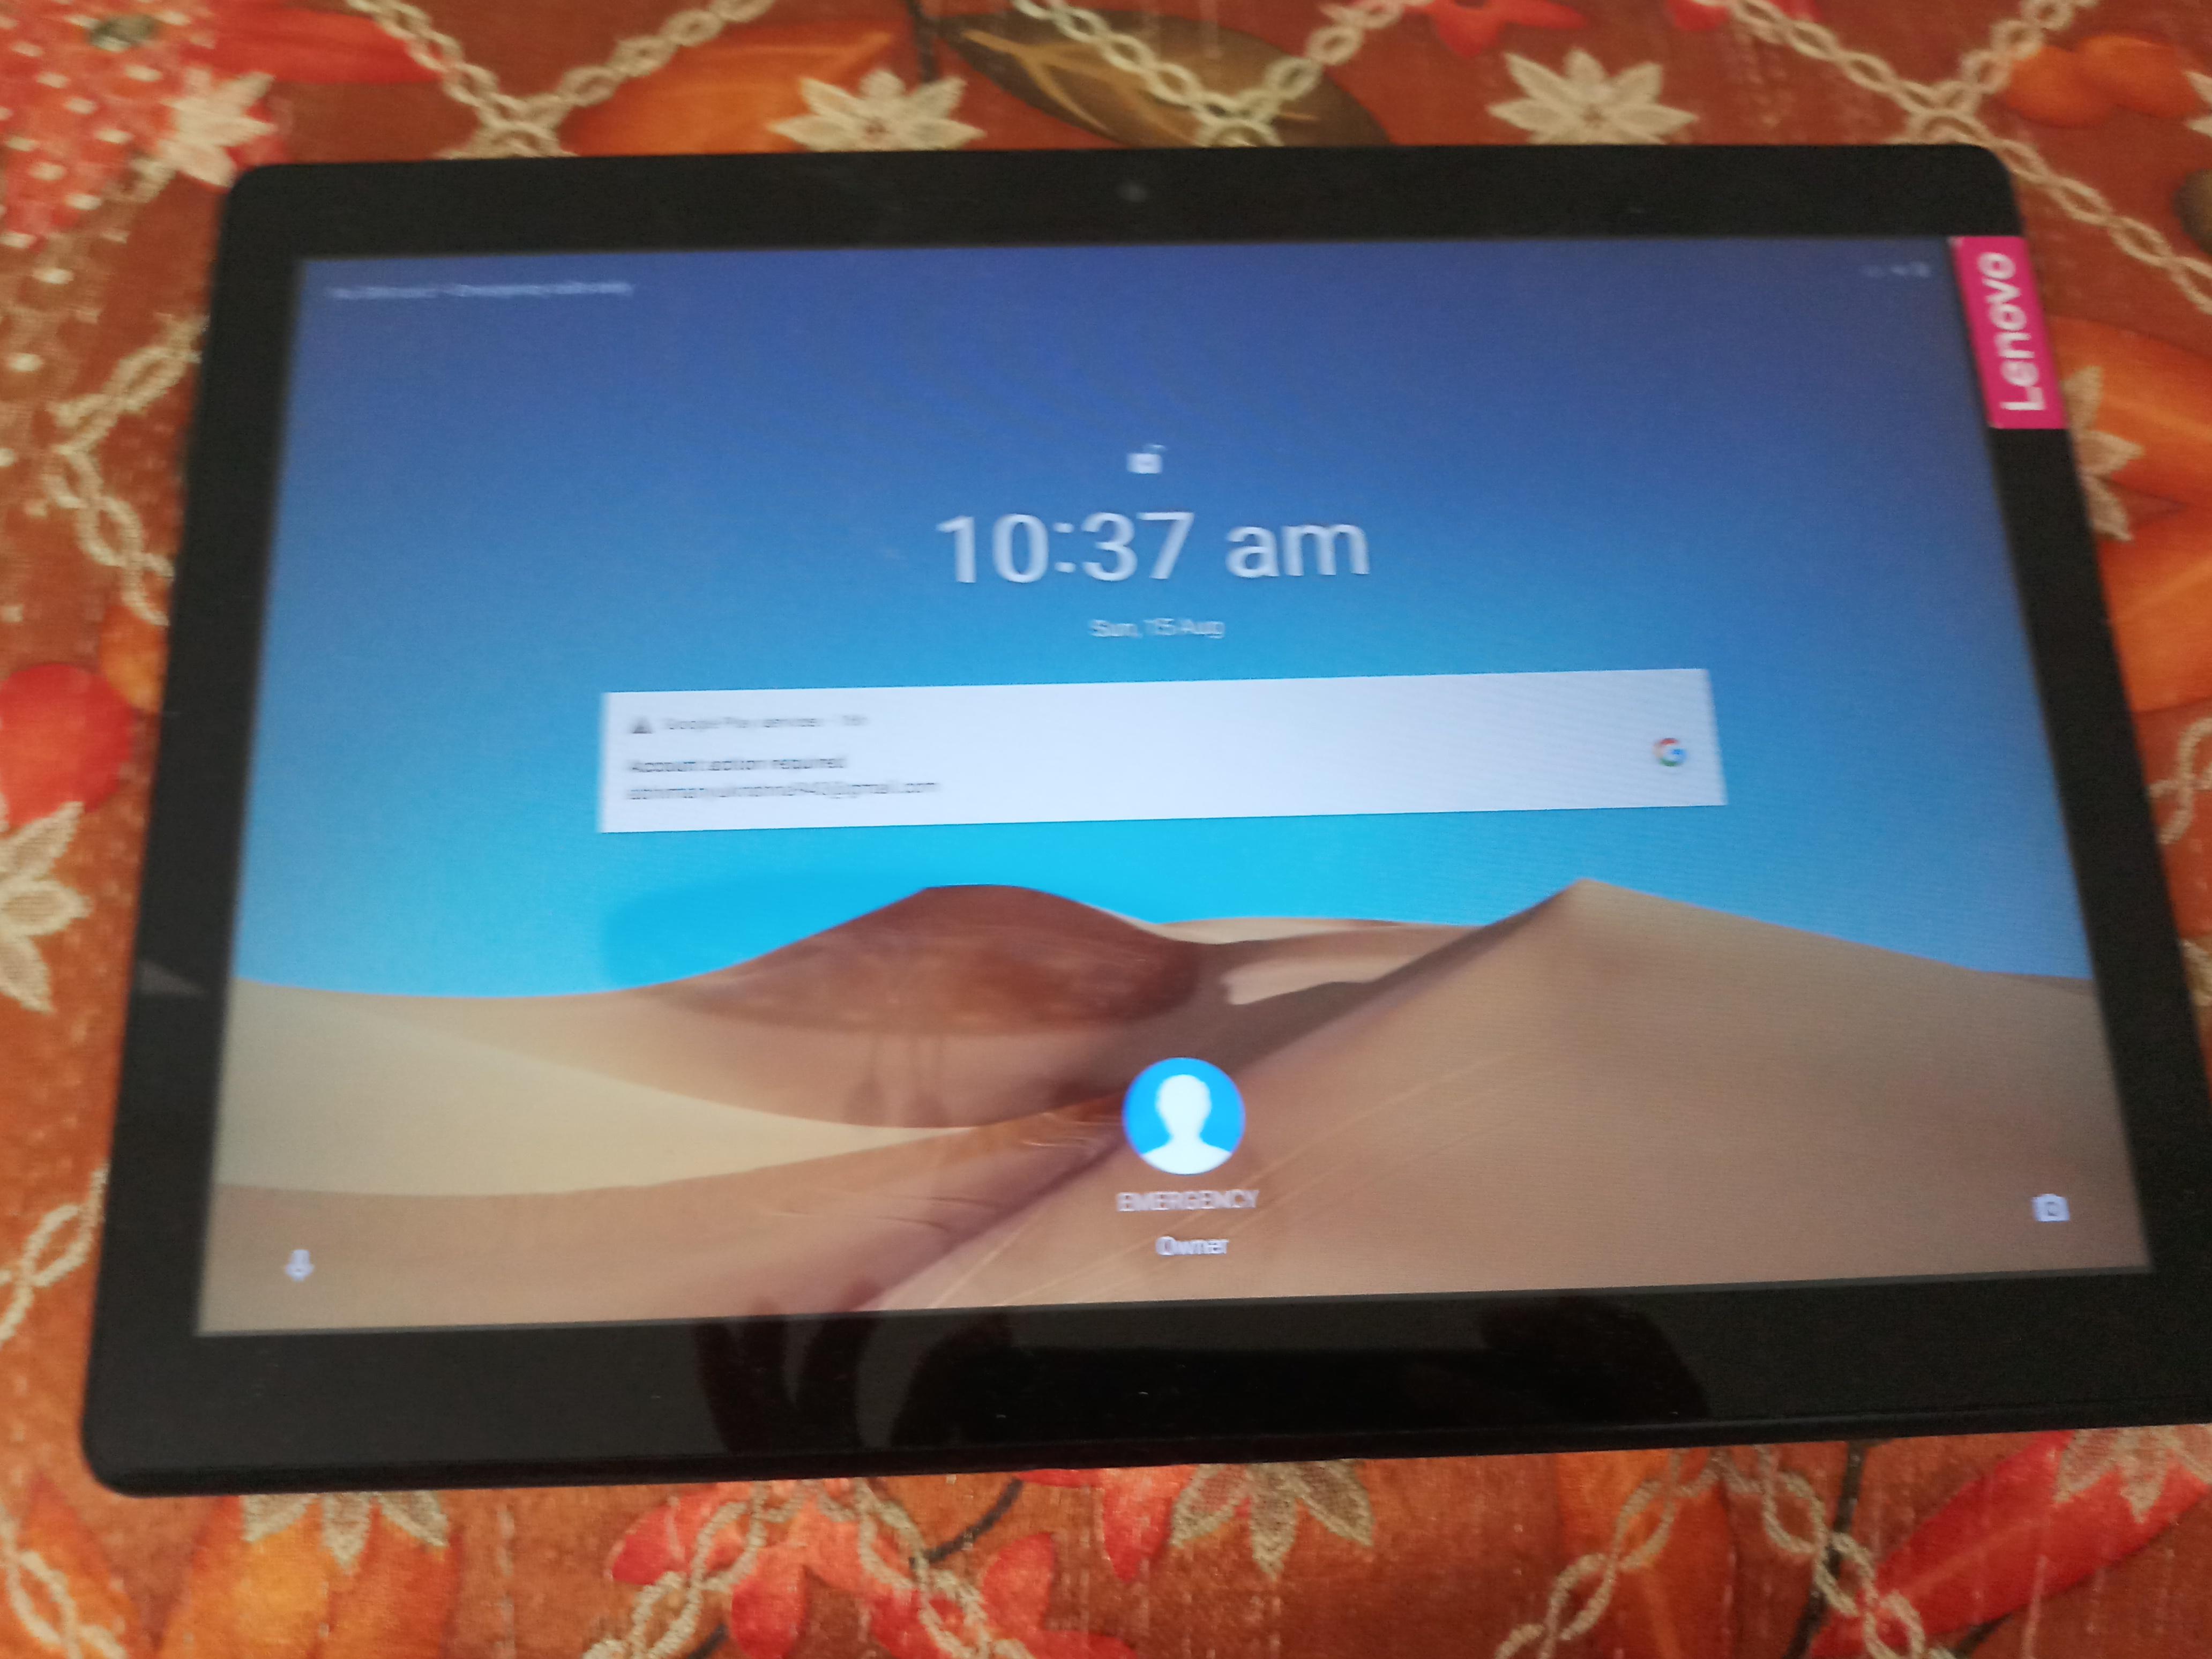 Lenovo
10:37 am
Sun, 15 Aug
Google Play services
Account action required
EMERGENCY
Owner